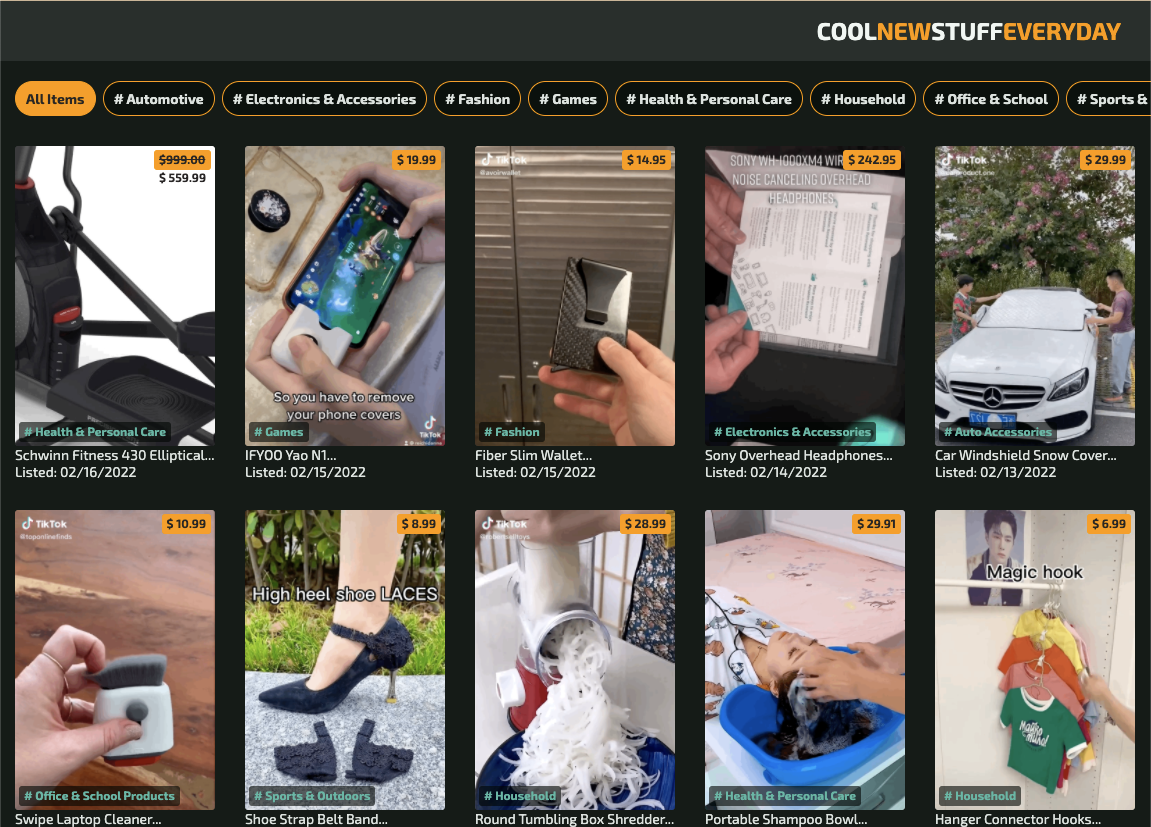 COOLNEWSTUFFEVERYDAY
All Items
# Automotive
# Electronics & Accessories
# Fashion
# Games
# Health & Personal Care
# Household
# Office & School
# Sports &
$999.00
$ 559.99
# Health & Personal Care
Schwinn Fitness 430 Elliptical...
Listed: 02/16/2022
$ 19.99
So you have to remove
your phone covers
TikTok
# Games
IFYOO Yao N1...
Listed: 02/15/2022
TikTok
@avoirwallet
$ 14.95
# Fashion
Fiber Slim Wallet...
Listed: 02/15/2022
$ 242.95
SONY WH-1000XM4
NOISE CANCELING OVERHEAD
HEADPHONES
# Electronics & Accessories
Sony Overhead Headphones...
Listed: 02/14/2022
TikTok
$ 29.99
# Auto Accessories
Car Windshield Snow Cover...
Listed: 02/13/2022
TikTok
@toponlinefinds
$ 10.99
# Office & School Products
Swipe Laptop Cleaner...
$ 8.99
High heel shoe LACES
# Sports & Outdoors
Shoe Strap Belt Band...
TikTok
$ 28.99
# Household
Round Tumbling Box Shredder...
$ 29.91
# Health & Personal Care
Portable Shampoo Bowl...
$ 6.99
Magic hook
# Household
Hanger Connector Hooks...